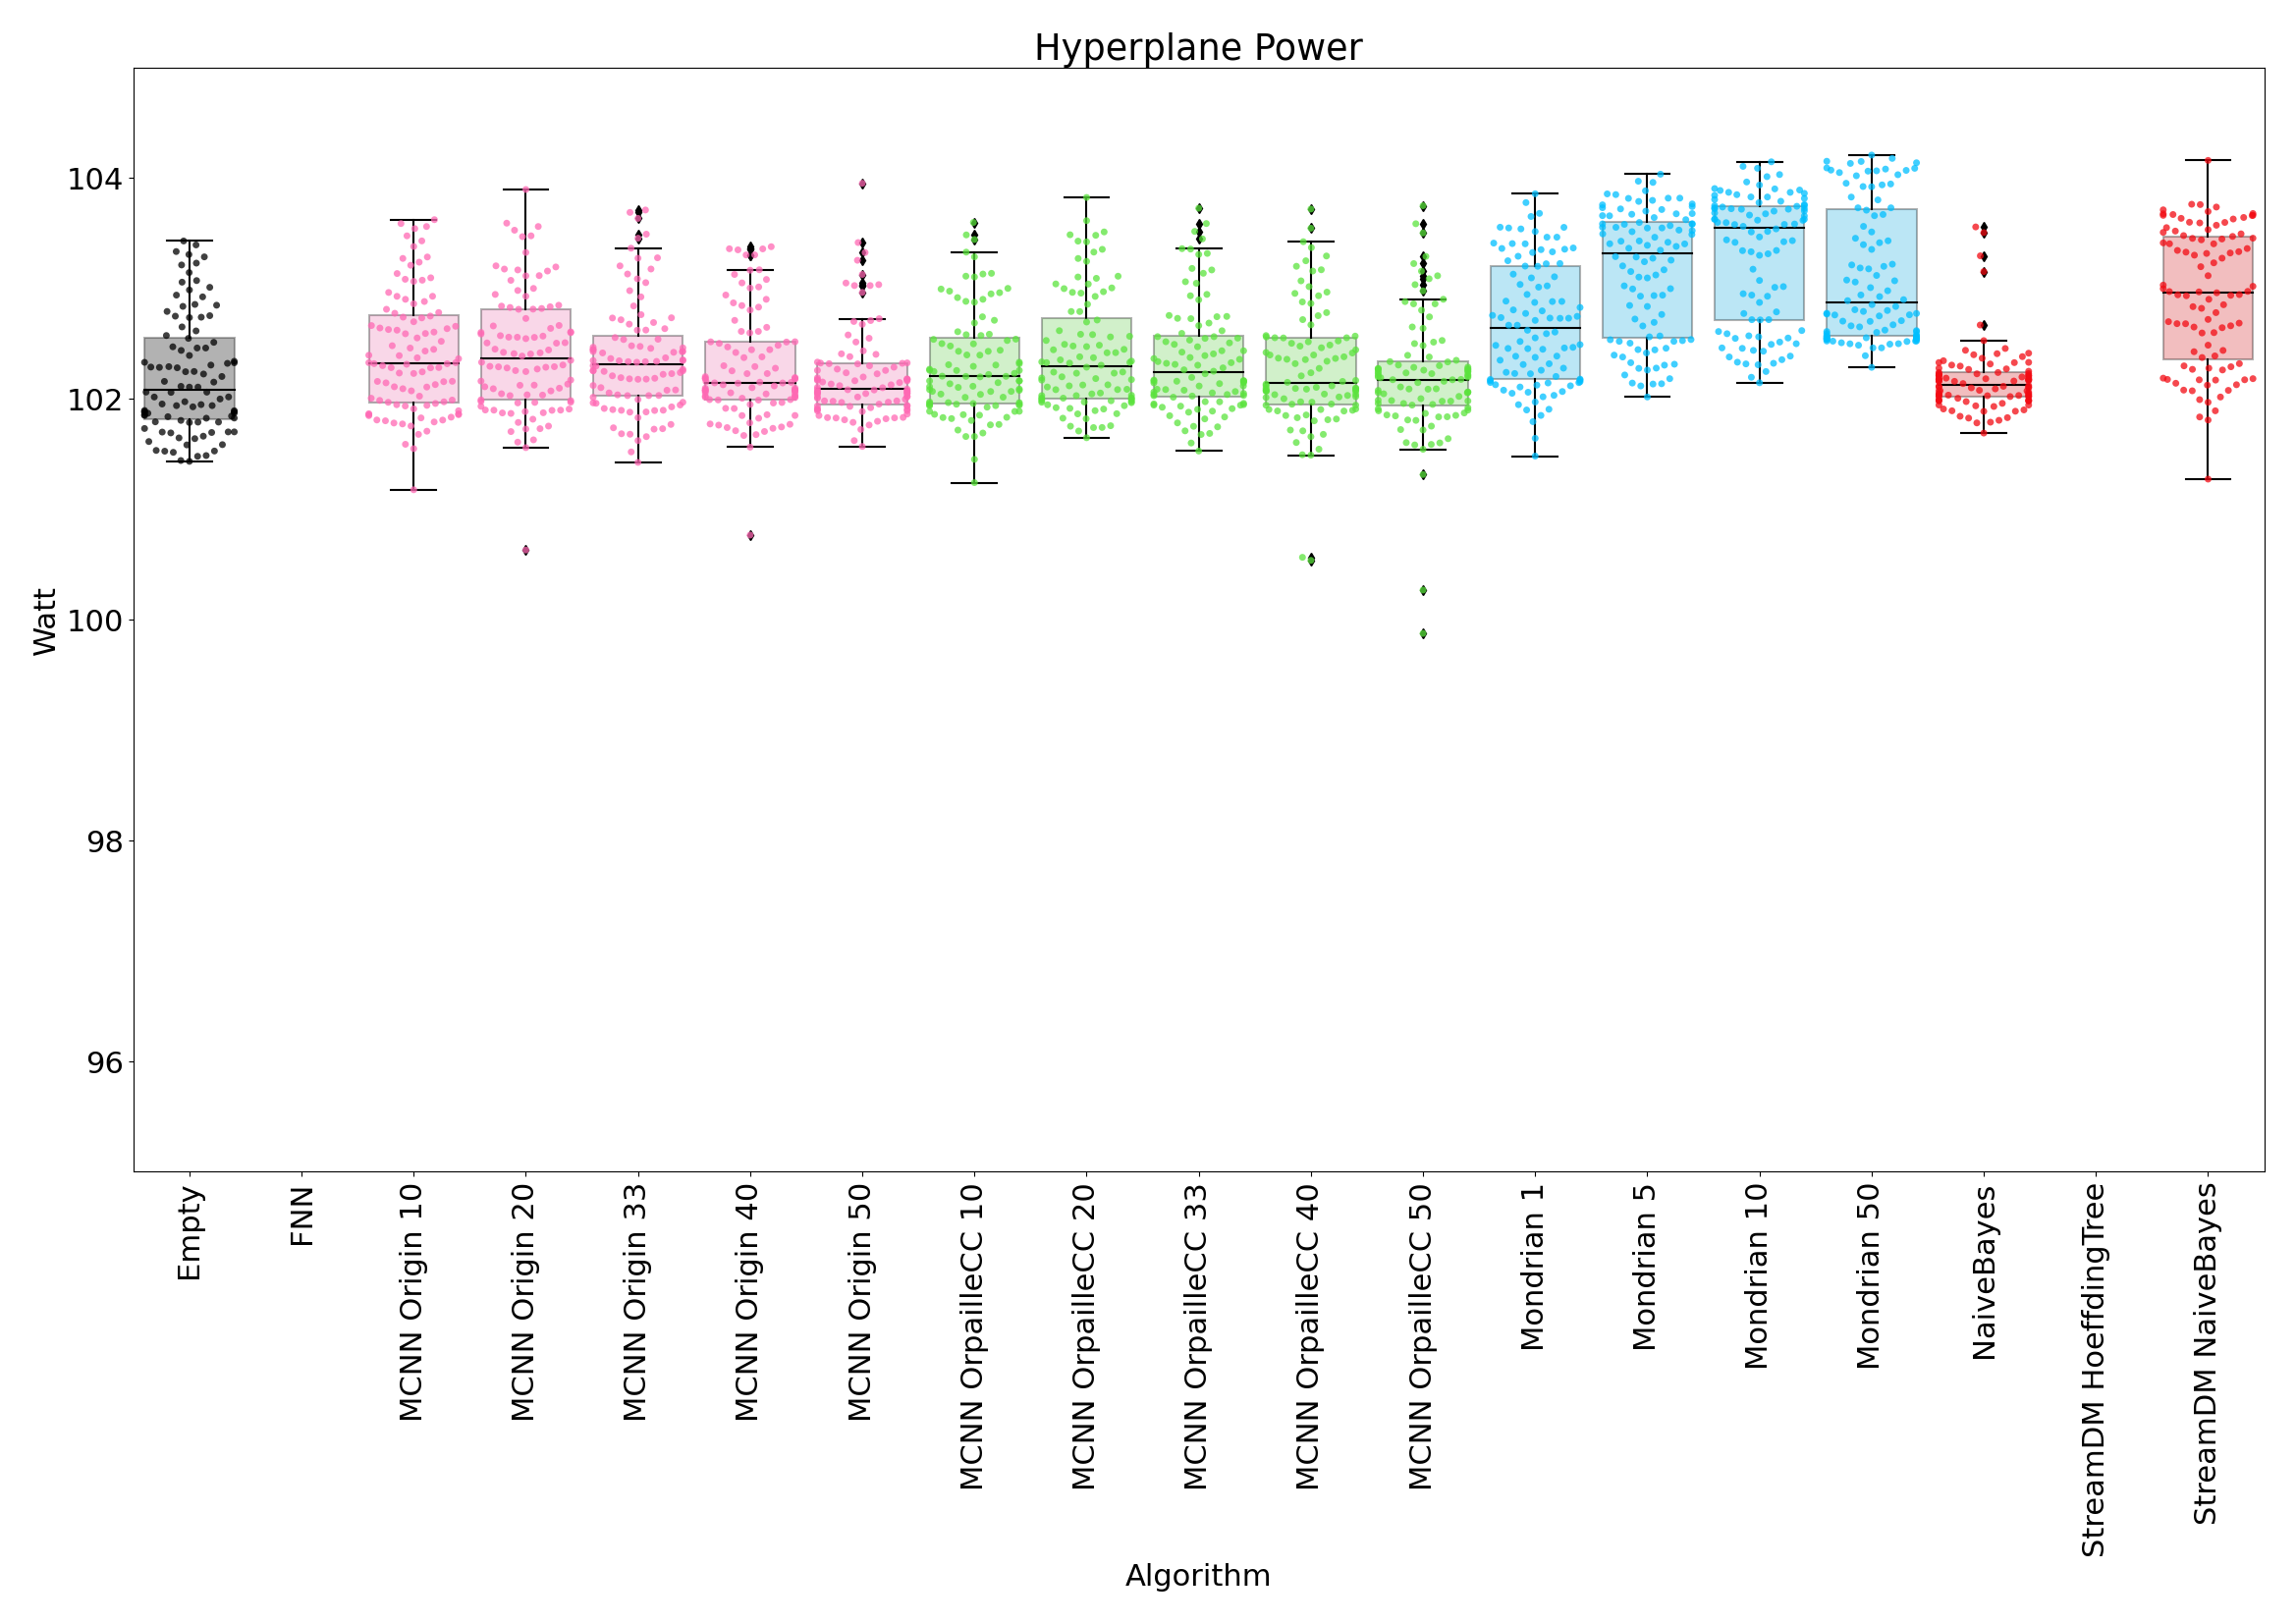 Hyperplane Power
104
102
100
98
96
Watt
Empty
FNN
MCNN Origin 10
MCNN Origin 20
MCNN Origin 33
MCNN Origin 40
MCNN Origin 50
MCNN OrpailleCC 10
MCNN OrpailleCC 20
MCNN OrpailleCC 33
MCNN OrpailleCC 40
MCNN OrpailleCC 50
Mondrian 1
Mondrian 5
Mondrian 10
Mondrian 50
NaiveBayes
StreamDM HoeffdingTree
StreamDM NaiveBayes
Algorithm